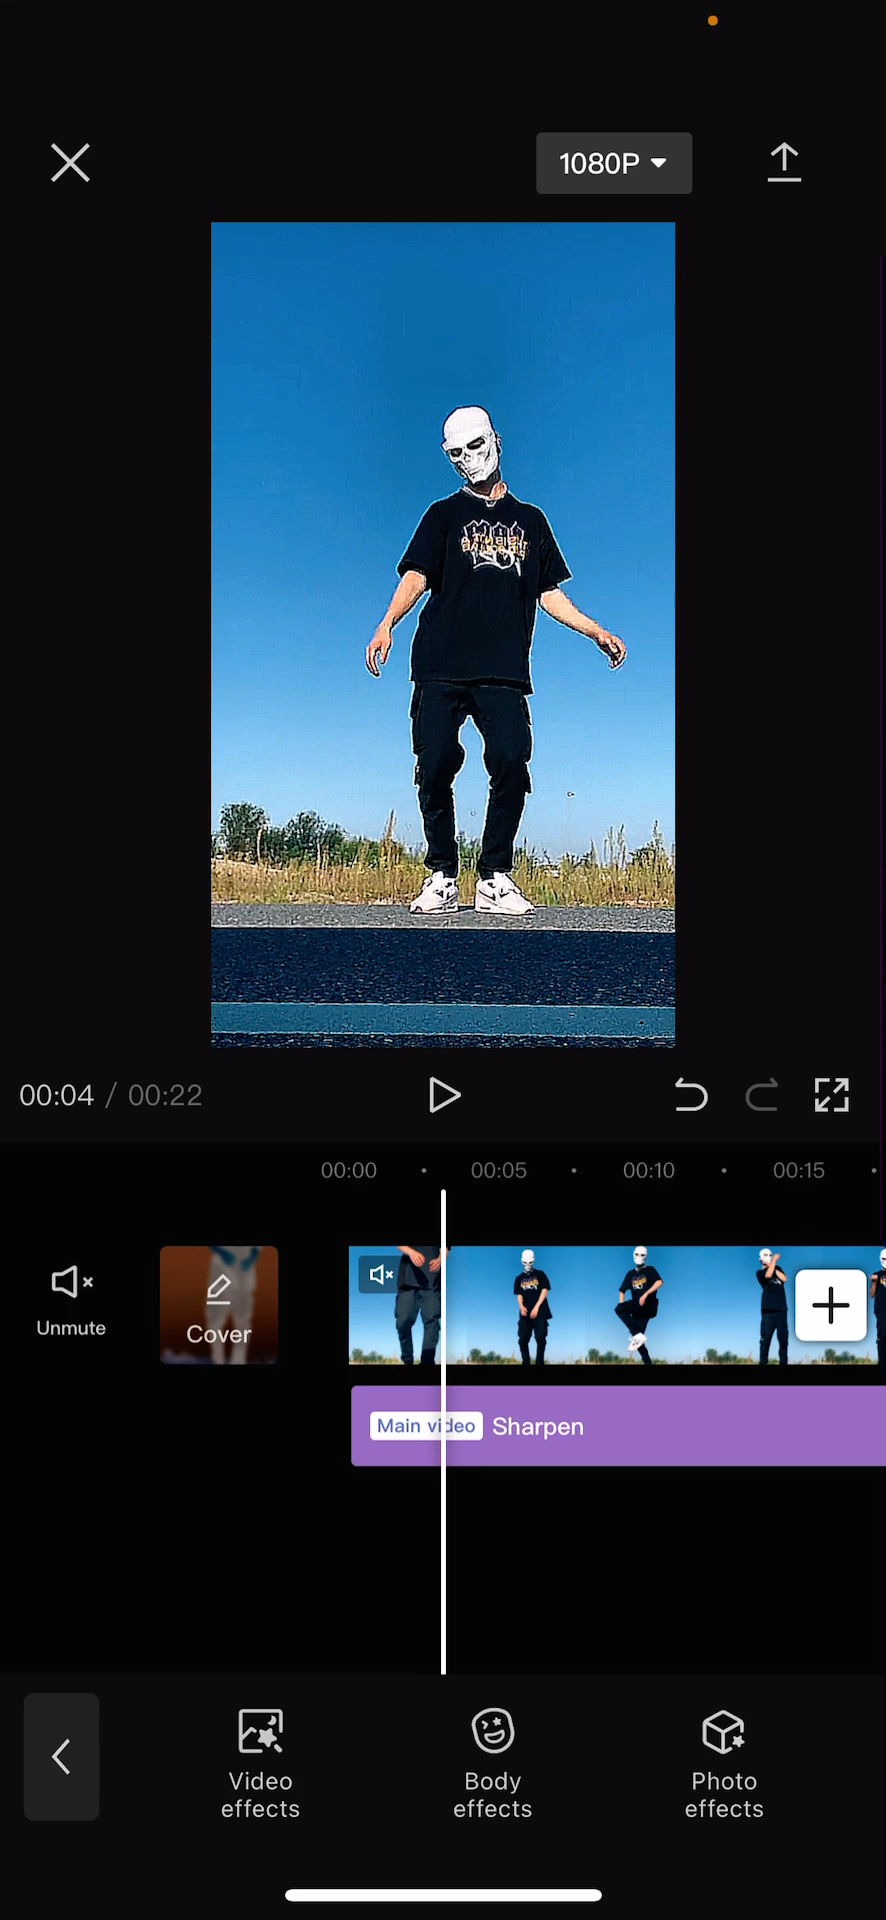 1080P
00:04 / 00:22
00:00
00:05
00:10
00:15
Unmute
Cover
Main video Sharpen
Video
effects
Body
effects
Photo
effects